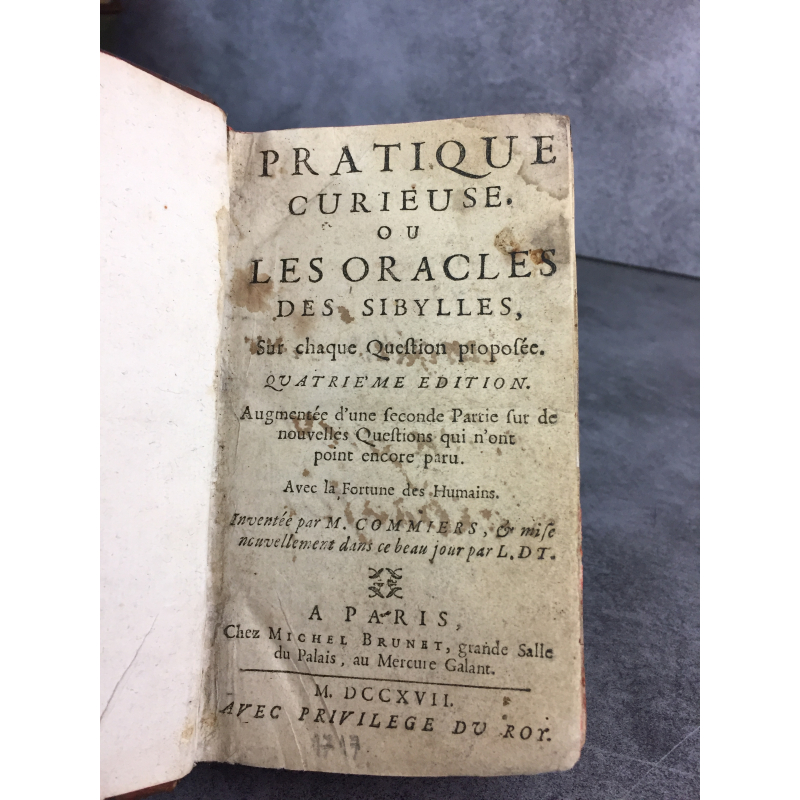 PRATIQUE
CURIEUSE.
OU
LES ORACLES
DES SIBYLLES,
Sur chaque Queſtion propoſée.
QVATRIE'ME EDITION.
Augmentée d'une ſeconde Partie ſur de
nouvelles Queſtions qui n'ont
point encore paru.
Avec la Fortune des Humains.
Inventée par M. COMMIERS, & miſe
nouvellement dans ce beau jour par L. D T.
A PARIS,
Chez MICHEL BRUNET, grande Salle
du Palais, au Mercure Galant.
M. DCCXVII.
AVEC PRIVILEGE DV ROY.
1717